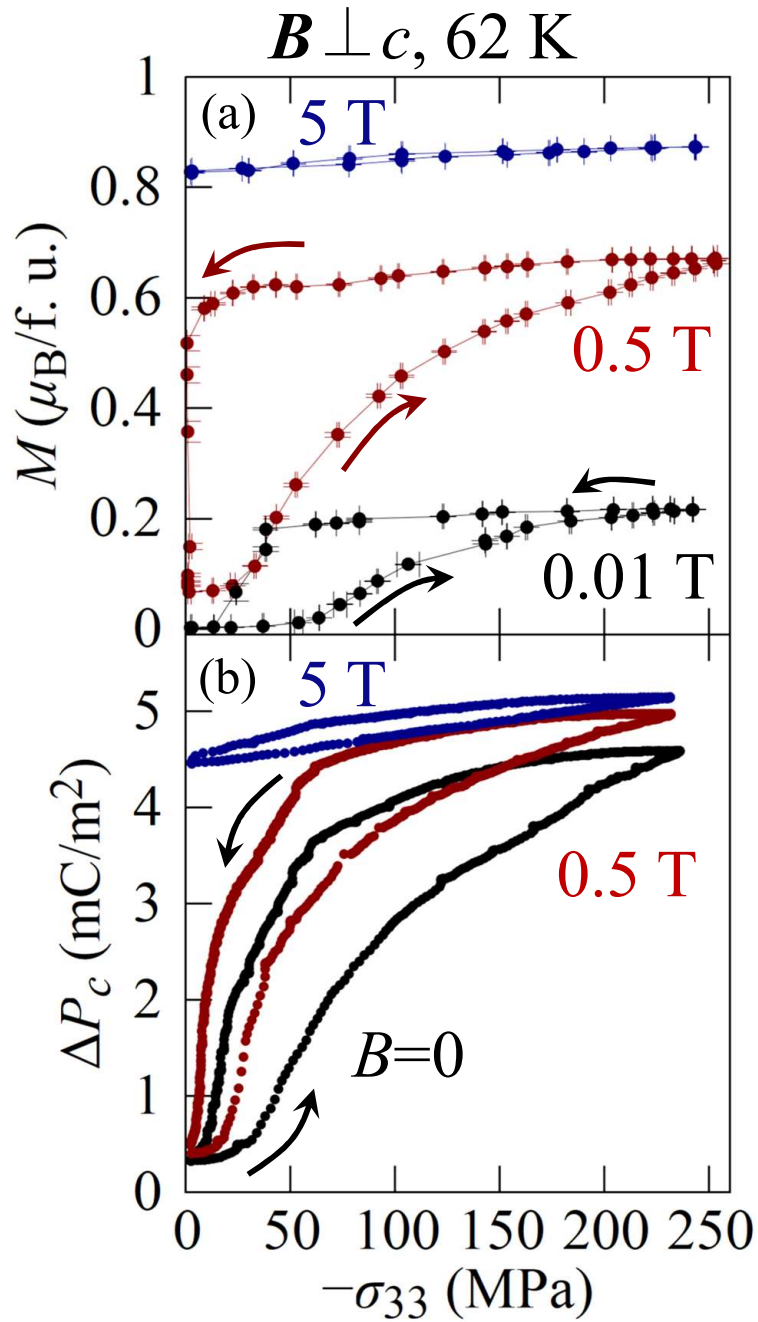 B⊥c, 62 K
(a)
5 T
0.5 T
0.01 T
1
0.8
0.6
0.4
0.2
0
M (μB/f. u.)
(b)
5 T
0.5 T
B=0
5
4
3
2
1
0
ΔPc (mC/m²)
0 50 100 150 200 250
−σ33 (MPa)